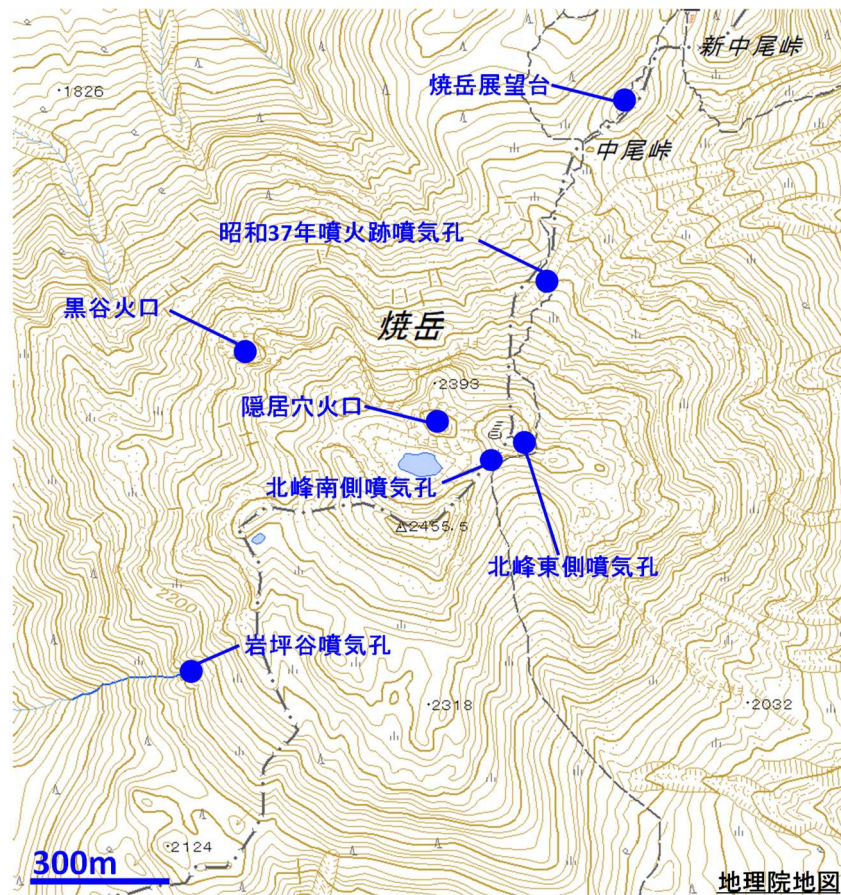 新中尾峠
焼岳展望台
・1826
中尾峠
昭和37年噴火跡噴気孔
黒谷火口
焼岳
・2393
隠居穴火口
北峰南側噴気孔
△2455.5
北峰東側噴気孔
2200
岩坪谷噴気孔
・2318
・2032
・2124
300m
地理院地図